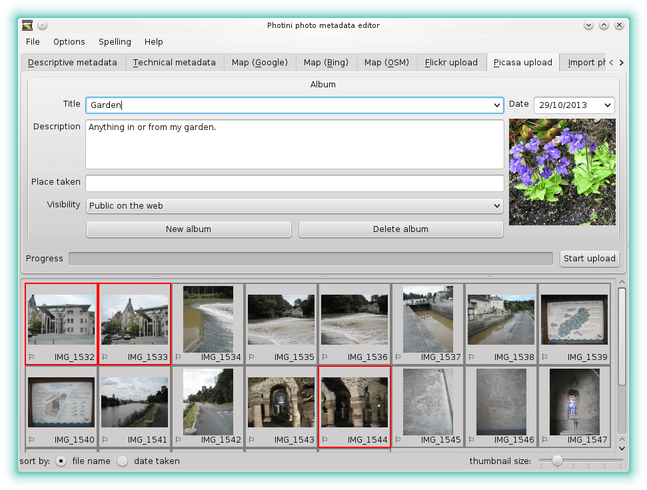 Photini photo metadata editor
File Options Spelling Help
Descriptive metadata Technical metadata Map (Google) Map (Bing) Map (OSM) Flickr upload Picasa upload Import ph
Album
Title Garden Date 29/10/2013
Description Anything in or from my garden.
Place taken
Visibility Public on the web
New album Delete album
Progress Start upload
IMG_1532 IMG_1533 IMG_1534 IMG_1535 IMG_1536 IMG_1537 IMG_1538 IMG_1539
IMG_1540 IMG_1541 IMG_1542 IMG_1543 IMG_1544 IMG_1545 IMG_1546 IMG_1547
sort by: file name date taken thumbnail size: